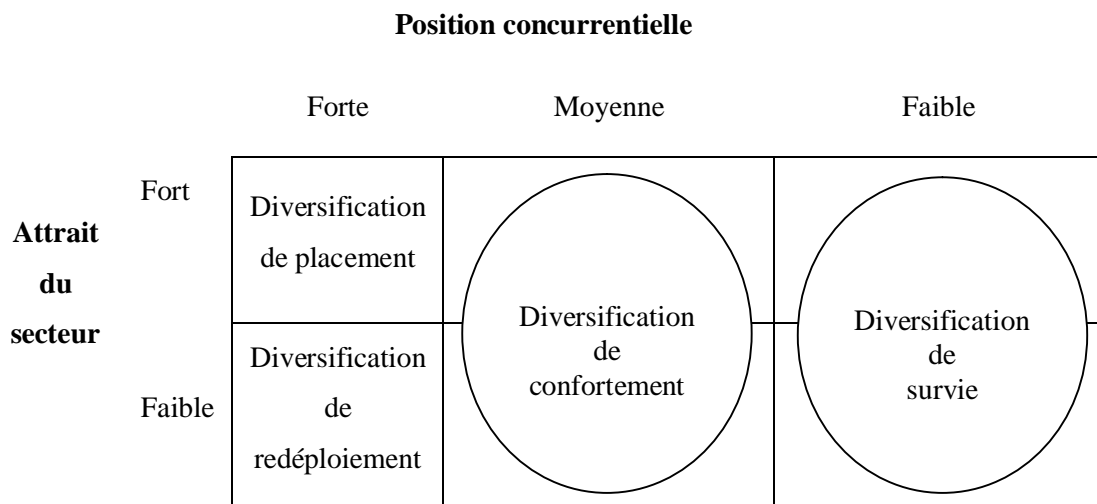 Position concurrentielle
Forte Moyenne Faible
Fort
Attrait
du
secteur
Faible
Diversification
de placement
Diversification
de
redéploiement
Diversification
de
confortement
Diversification
de
survie